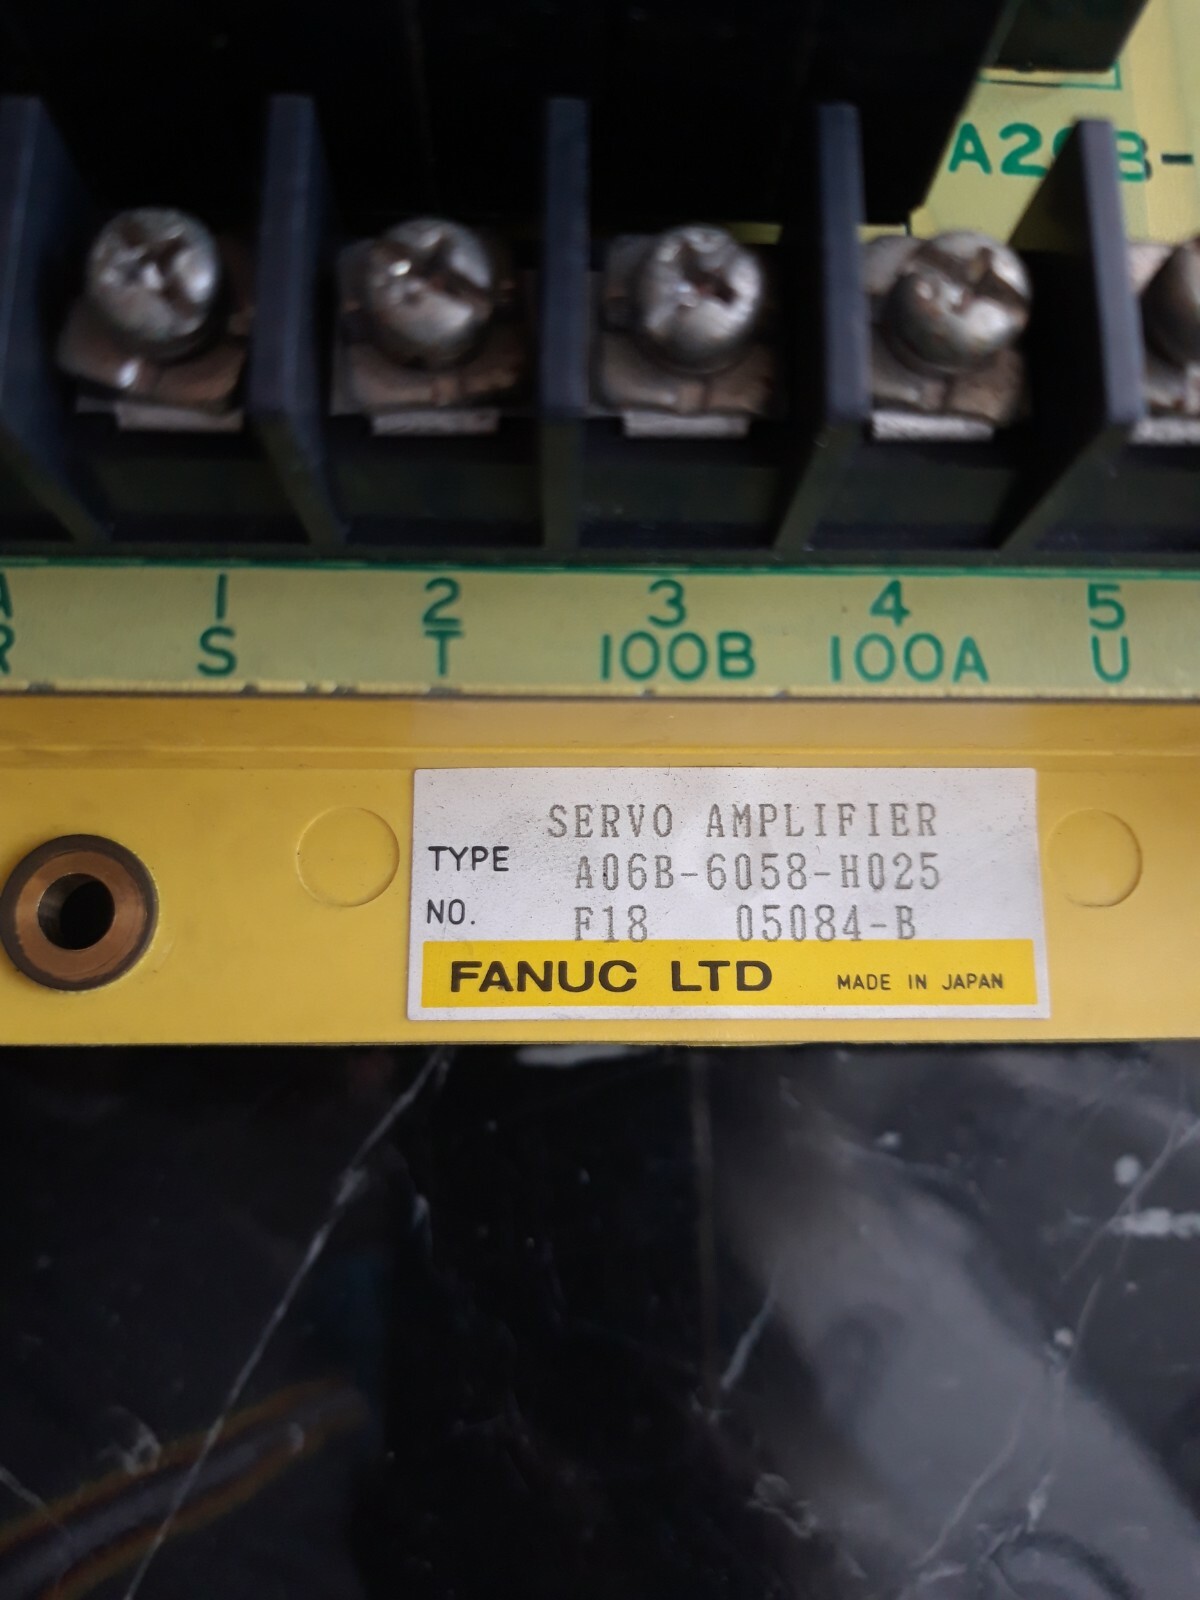 1 2 3 4 5
S T 100B 100A U
SERVO AMPLIFIER
TYPE A06B-6058-H025
NO. F18 05084-B
FANUC LTD MADE IN JAPAN